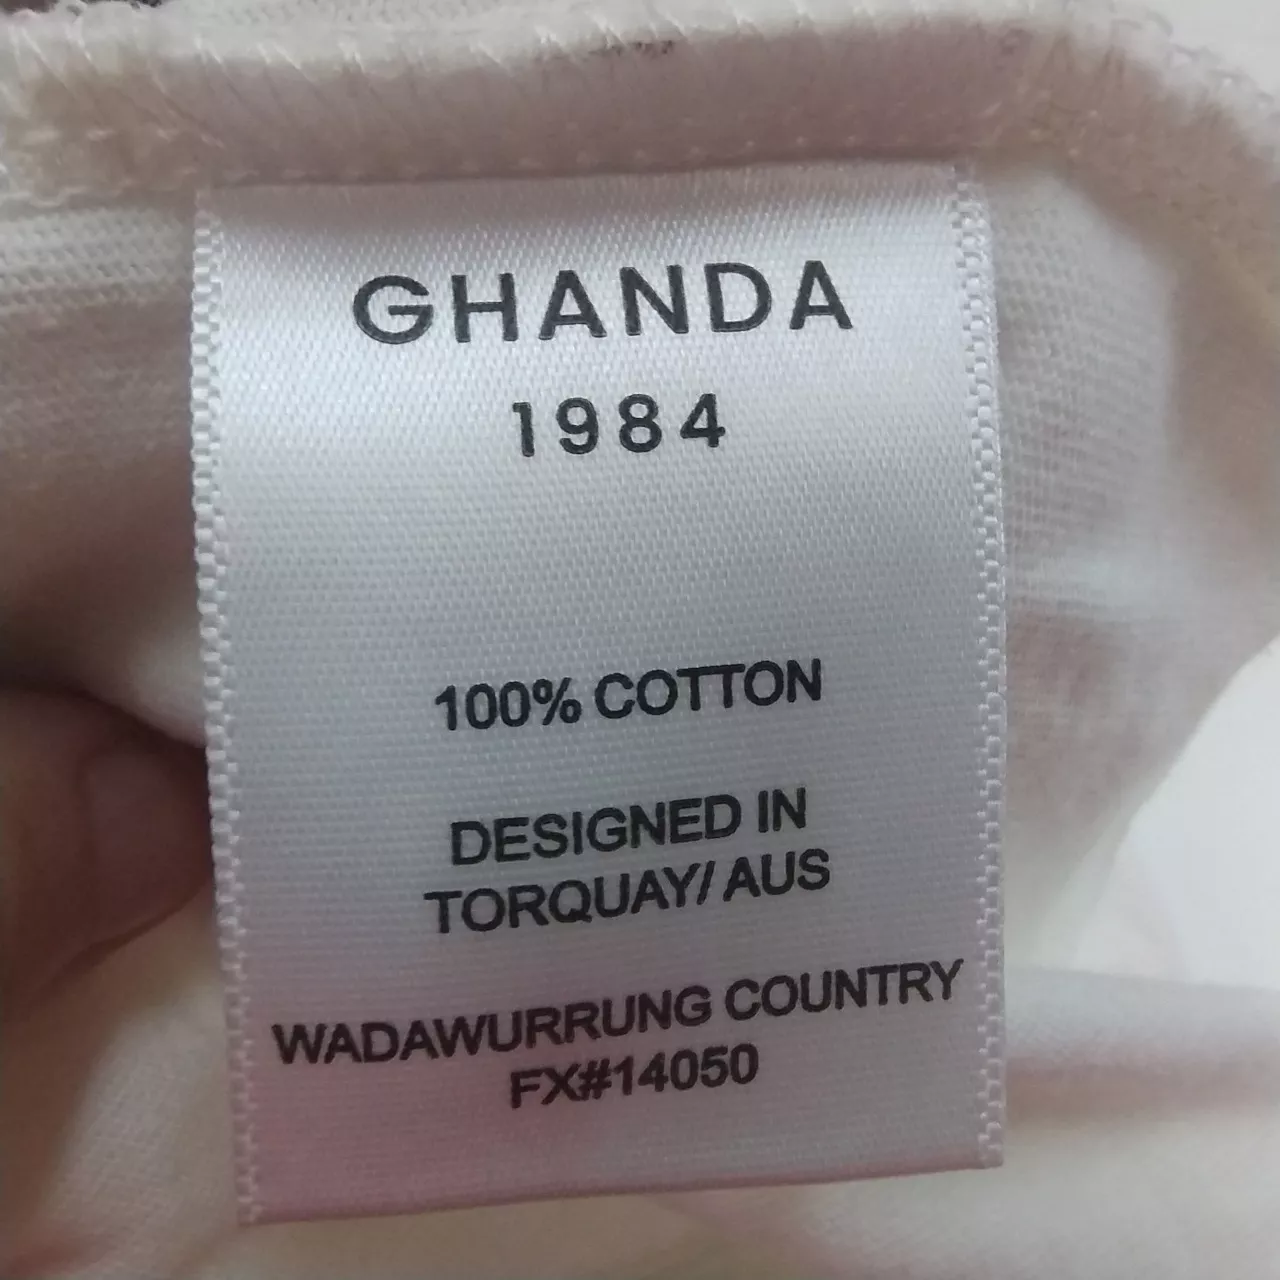 GHANDA
1984
100% COTTON
DESIGNED IN
TORQUAY/ AUS
WADAWURRUNG COUNTRY
FX#14050